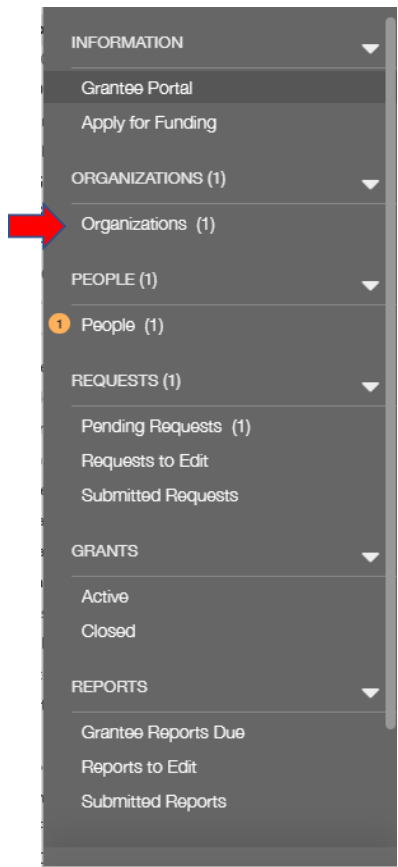 INFORMATION
Grantee Portal
Apply for Funding
ORGANIZATIONS (1)
Organizations (1)
PEOPLE (1)
1 People (1)
REQUESTS (1)
Pending Requests (1)
Requests to Edit
Submitted Requests
GRANTS
Active
Closed
REPORTS
Grantee Reports Due
Reports to Edit
Submitted Reports